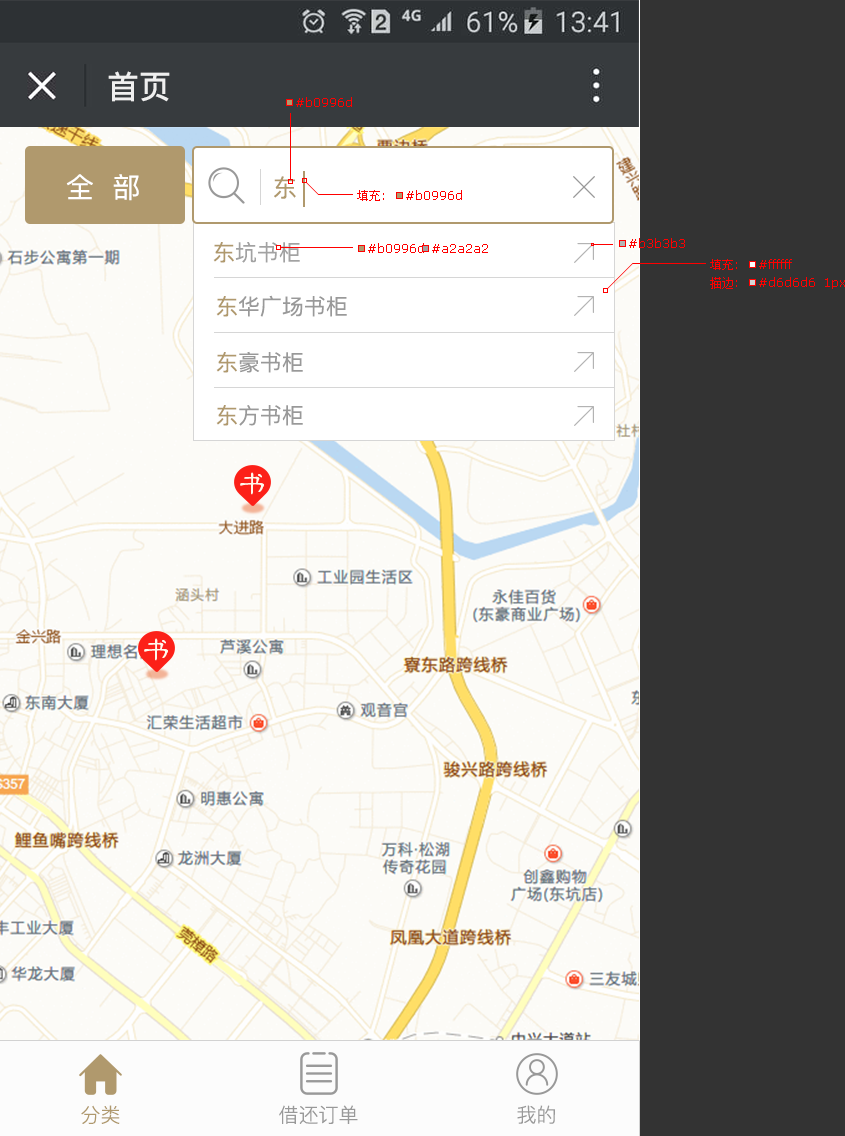 2 4G 61% 13:41
首页
#b0996d
全 部
东
填充: #b0996d
东坑书柜
#b0996d #a2a2a2
#b3b3b3
填充: #ffffff
描边: #d6d6d6 1px
东华广场书柜
东豪书柜
东方书柜
石步公寓第一期
书
大进路
工业园生活区
涵头村
永佳百货
(东豪商业广场)
金兴路
理想名
书
芦溪公寓
寮东路跨线桥
东南大厦
观音宫
汇荣生活超市
骏兴路跨线桥
S357
明惠公寓
鲤鱼嘴跨线桥
龙洲大厦
万科·松湖
传奇花园
创鑫购物
广场(东坑店)
莞樟路
丰工业大厦
凤凰大道跨线桥
华龙大厦
三友城
中兴大道站
分类
借还订单
我的